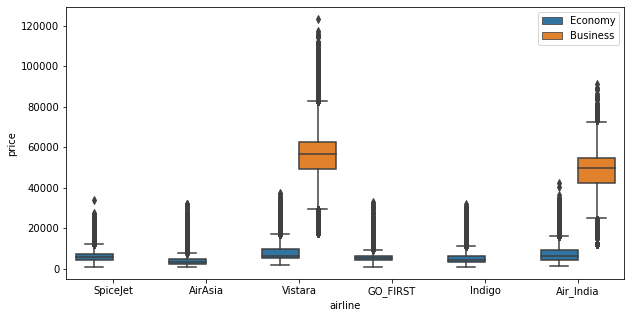 120000
100000
80000
60000
40000
20000
0
price
Economy
Business
SpiceJet AirAsia Vistara GO_FIRST Indigo Air_India
airline